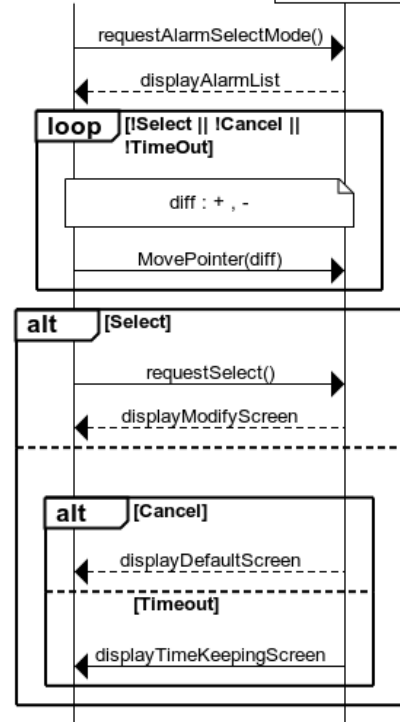 requestAlarmSelectMode()
displayAlarmList
loop [!Select || !Cancel ||
!TimeOut]
diff : + , -
MovePointer(diff)
alt [Select]
requestSelect()
displayModifyScreen
alt [Cancel]
displayDefaultScreen
[Timeout]
displayTimeKeepingScreen